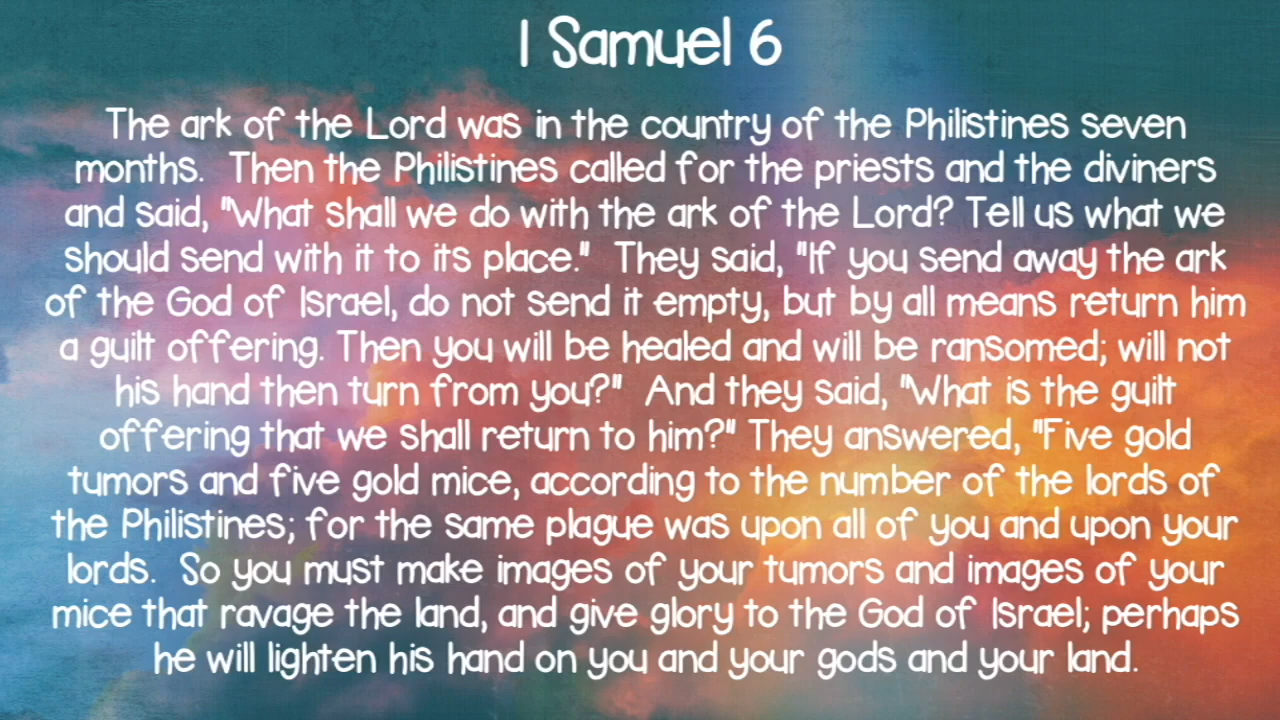 1 Samuel 6
The ark of the Lord was in the country of the Philistines seven
months.  Then the Philistines called for the priests and the diviners
and said, "What shall we do with the ark of the Lord? Tell us what we
should send with it to its place."  They said, "If you send away the ark
of the God of Israel, do not send it empty, but by all means return him
a guilt offering. Then you will be healed and will be ransomed; will not
his hand then turn from you?"  And they said, "What is the guilt
offering that we shall return to him?" They answered, "Five gold
tumors and five gold mice, according to the number of the lords of
the Philistines; for the same plague was upon all of you and upon your
lords.  So you must make images of your tumors and images of your
mice that ravage the land, and give glory to the God of Israel; perhaps
he will lighten his hand on you and your gods and your land.